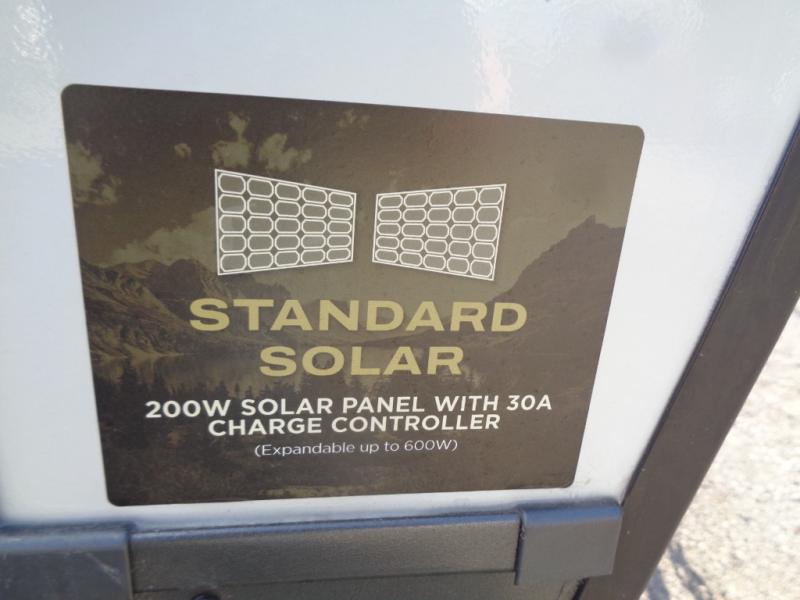 STANDARD
SOLAR
200W SOLAR PANEL WITH 30A
CHARGE CONTROLLER
(Expandable up to 600W)